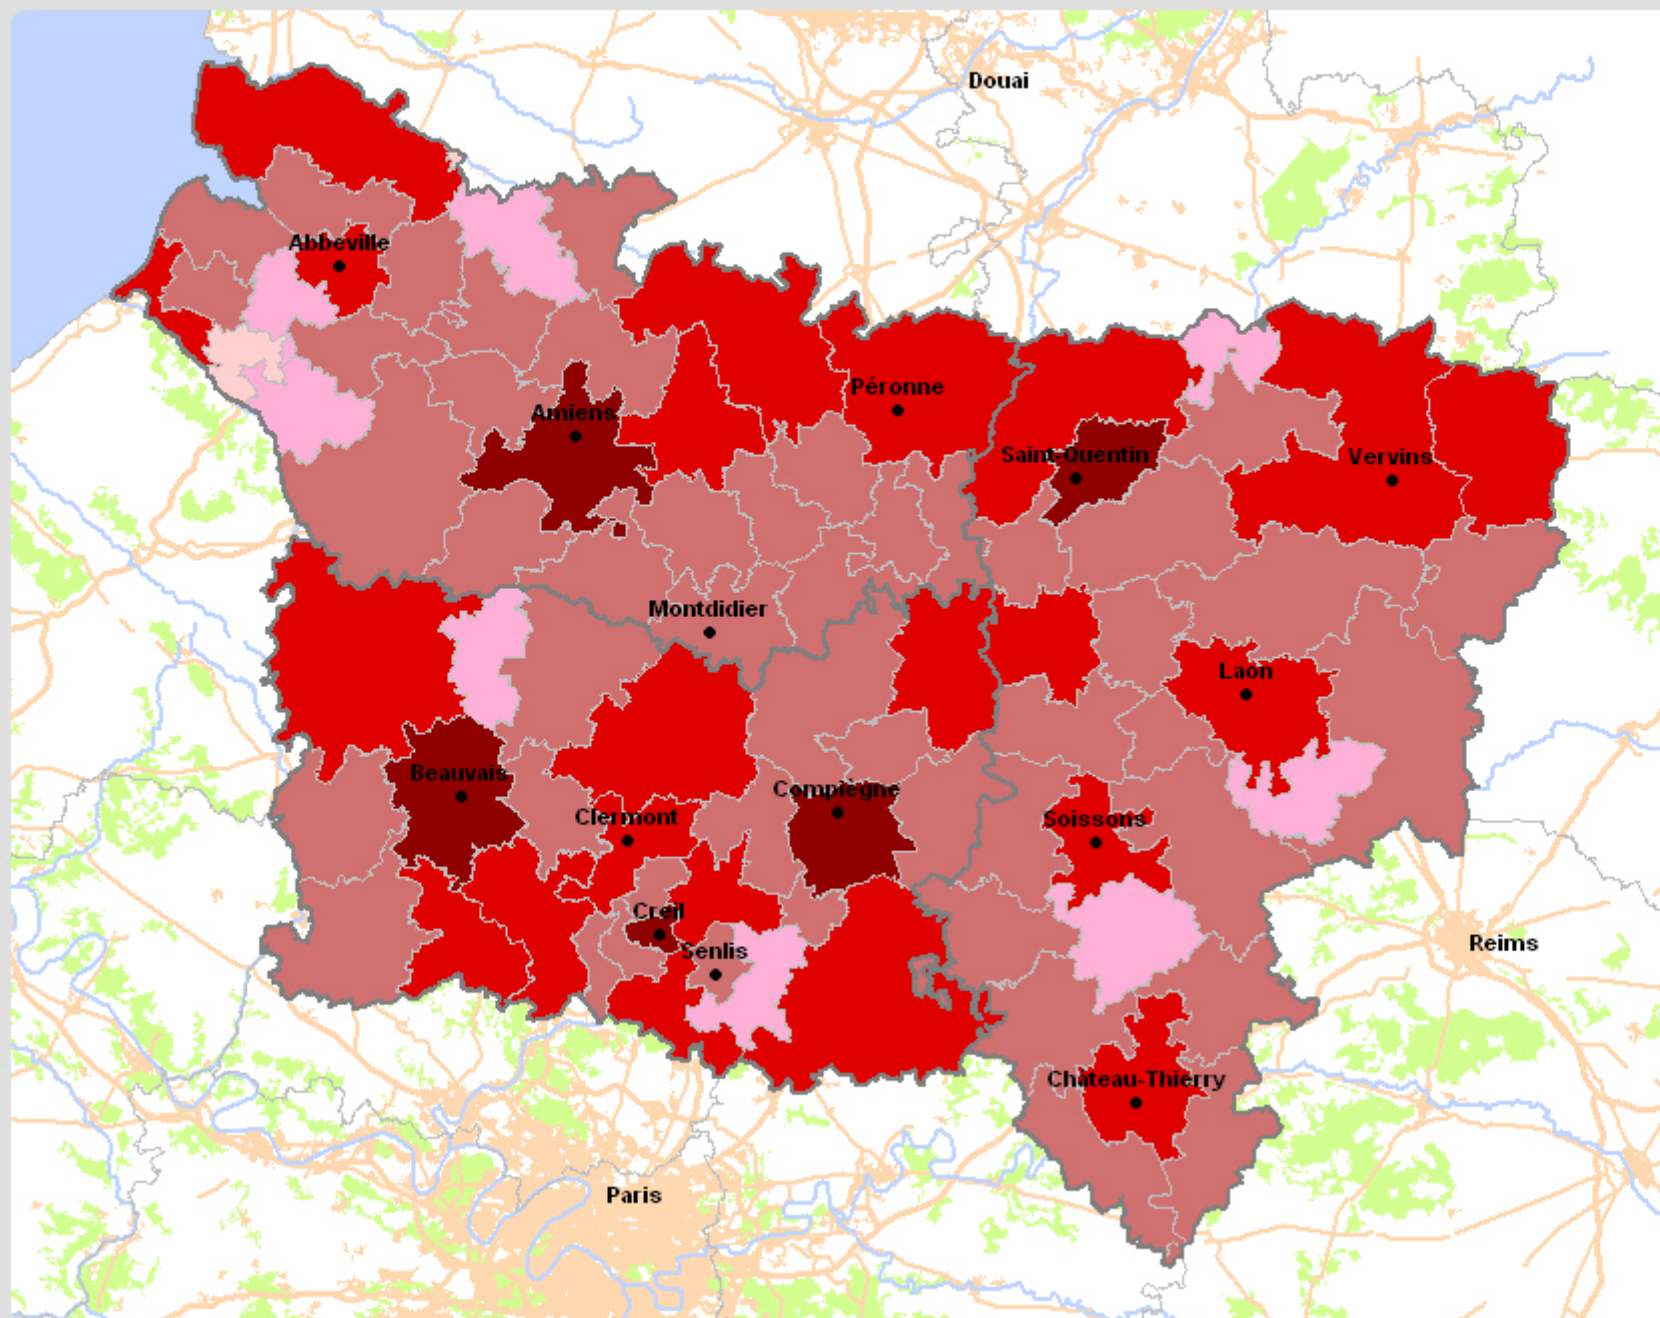 Douai
Abbeville
Péronne
Amiens
Saint-Quentin
Vervins
Montdidier
Laon
Beauvais
Compiègne
Clermont
Soissons
Creil
Senlis
Reims
Château-Thierry
Paris